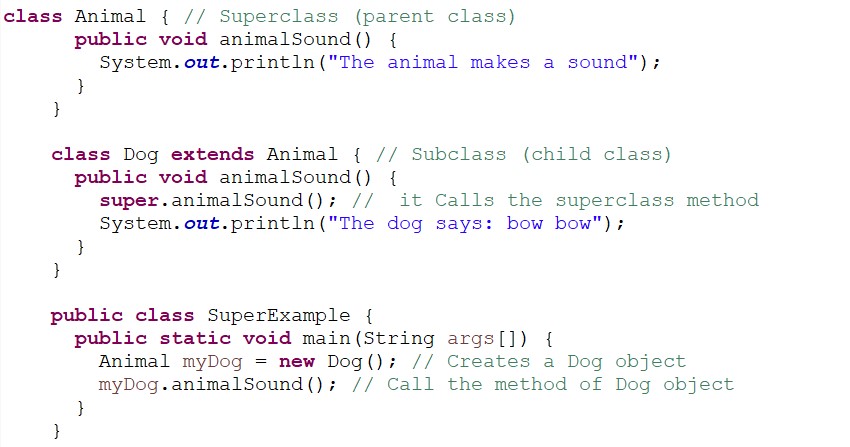 class Animal { // Superclass (parent class)
public void animalSound() {
System.out.println("The animal makes a sound");
}
}
class Dog extends Animal { // Subclass (child class)
public void animalSound() {
super.animalSound(); //  it Calls the superclass method
System.out.println("The dog says: bow bow");
}
}
public class SuperExample {
public static void main(String args[]) {
Animal myDog = new Dog(); // Creates a Dog object
myDog.animalSound(); // Call the method of Dog object
}
}